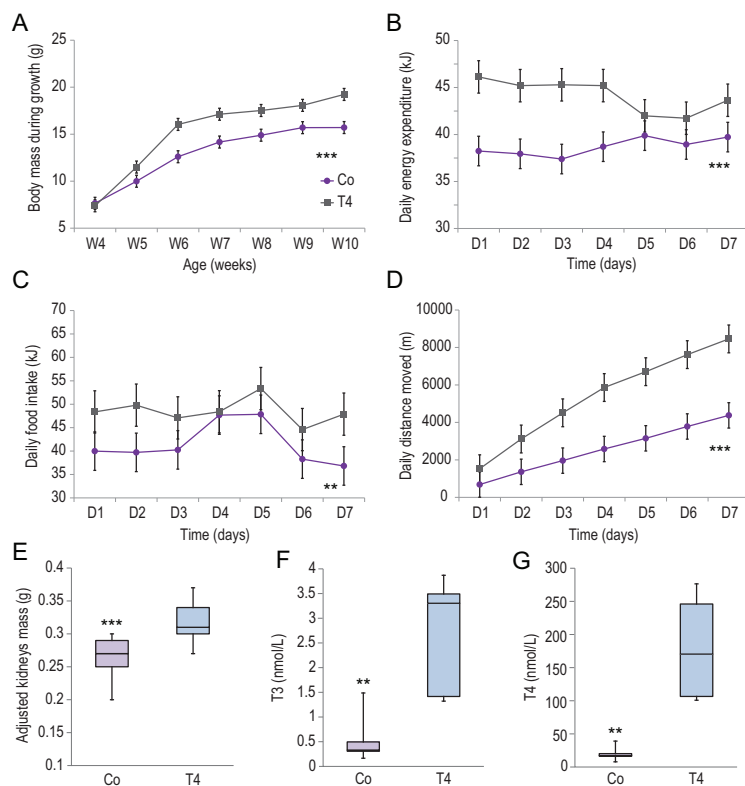 A
Body mass during growth (g)
25
20
15
10
5
W4 W5 W6 W7 W8 W9 W10
Age (weeks)
***
Co
T4
B
Daily energy expenditure (kJ)
50
45
40
35
30
D1 D2 D3 D4 D5 D6 D7
Time (days)
***
C
Daily food intake (kJ)
70
65
60
55
50
45
40
35
30
D1 D2 D3 D4 D5 D6 D7
Time (days)
**
D
Daily distance moved (m)
10000
8000
6000
4000
2000
0
D1 D2 D3 D4 D5 D6 D7
Time (days)
***
E
Adjusted kidneys mass (g)
0.4
0.35
0.3
0.25
0.2
0.15
0.1
***
Co T4
F
T3 (nmol/L)
4
3.5
3
2.5
2
1.5
1
0.5
0
**
Co T4
G
T4 (nmol/L)
300
250
200
150
100
50
0
**
Co T4